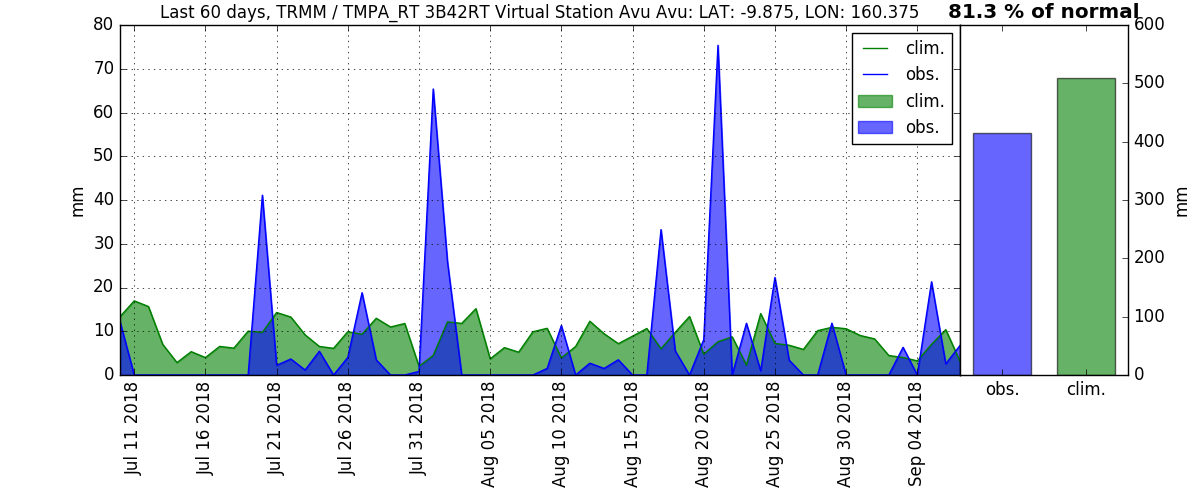 Last 60 days, TRMM / TMPA_RT 3B42RT Virtual Station Avu Avu: LAT: -9.875, LON: 160.375
81.3 % of normal
80
70
60
50
40
30
20
10
0
mm
clim.
obs.
clim.
obs.
600
500
400
300
200
100
0
mm
obs.
clim.
Jul 11 2018
Jul 16 2018
Jul 21 2018
Jul 26 2018
Jul 31 2018
Aug 05 2018
Aug 10 2018
Aug 15 2018
Aug 20 2018
Aug 25 2018
Aug 30 2018
Sep 04 2018